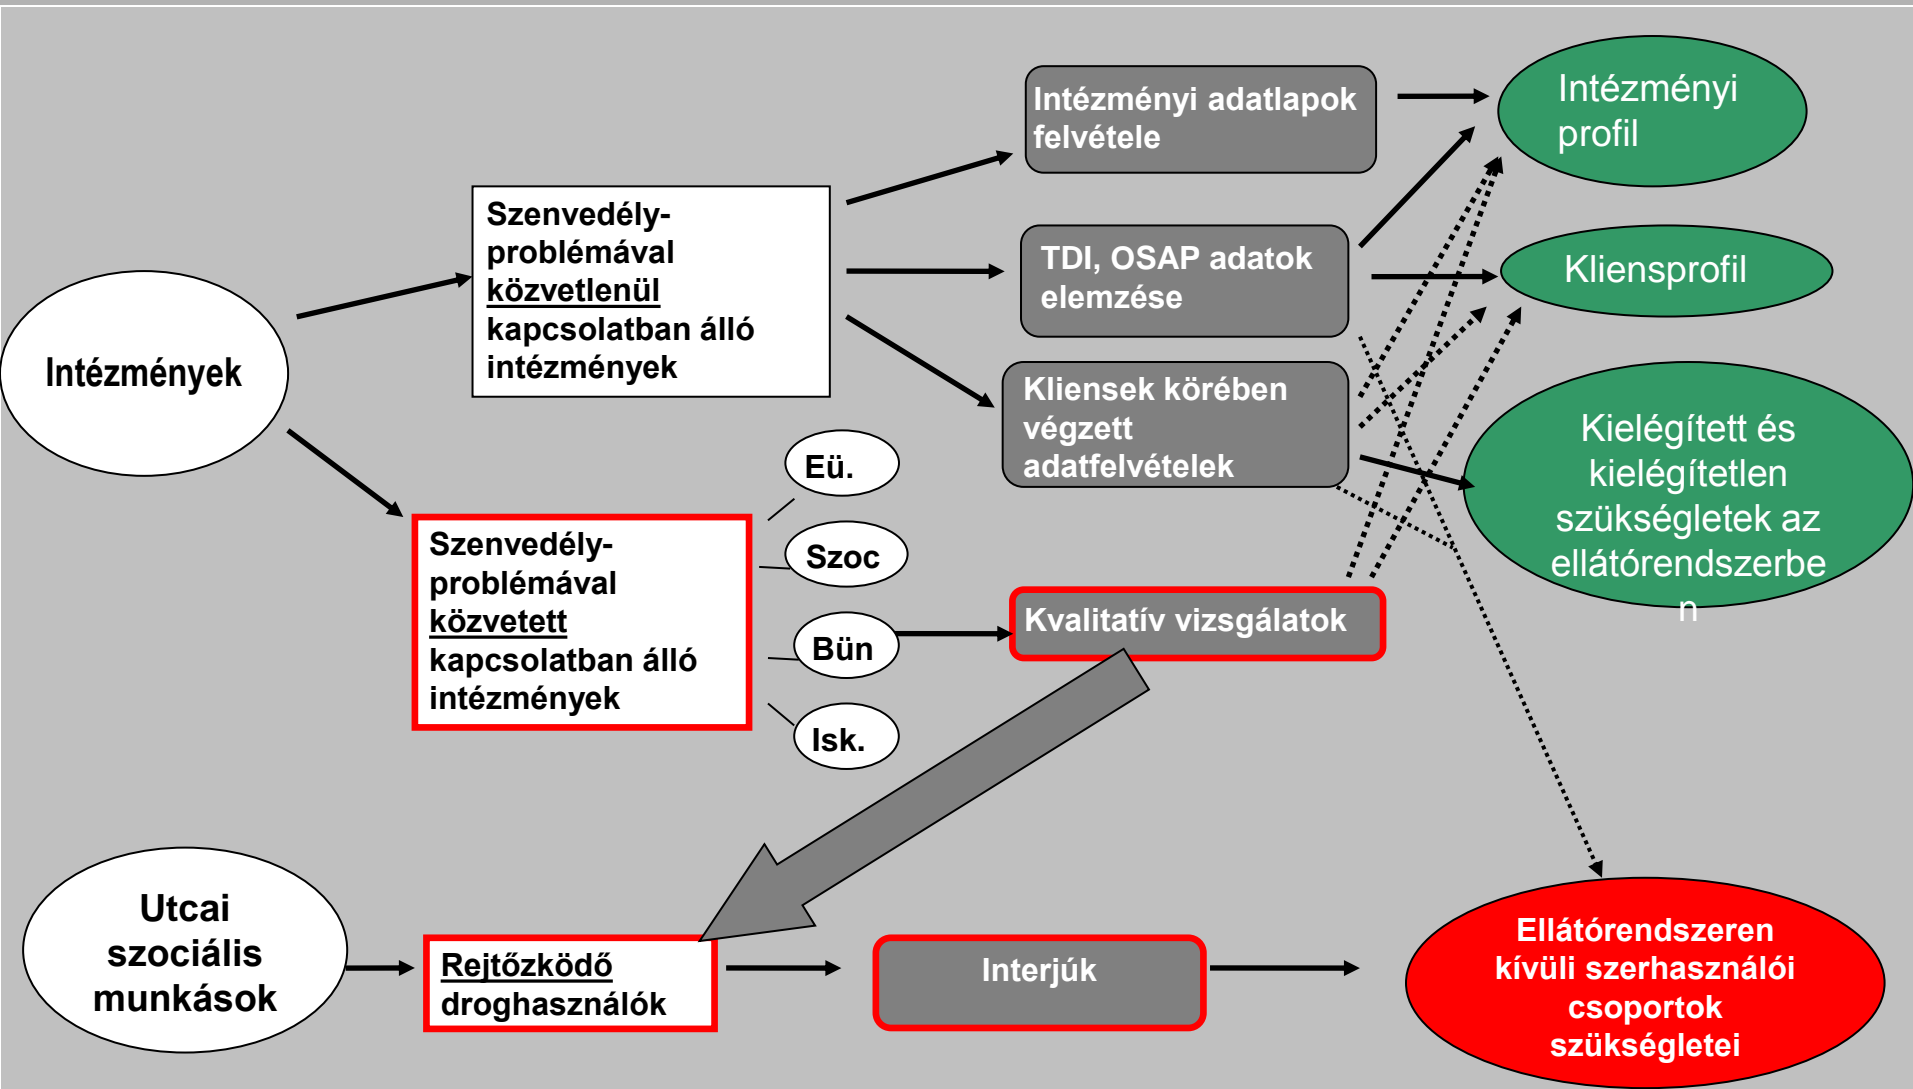 Intézmények
Szenvedély-
problémával
közvetlenül
kapcsolatban álló
intézmények
Szenvedély-
problémával
közvetett
kapcsolatban álló
intézmények
Eü.
Szoc
Bün
Isk.
Intézményi adatlapok
felvétele
TDI, OSAP adatok
elemzése
Kliensek körében
végzett
adatfelvételek
Kvalitatív vizsgálatok
Intézményi
profil
Kliensprofil
Kielégített és
kielégítetlen
szükségletek az
ellátórendszerbe
n
Utcai
szociális
munkások
Rejtőzködő
droghasználók
Interjúk
Ellátórendszeren
kívüli szerhasználói
csoportok
szükségletei